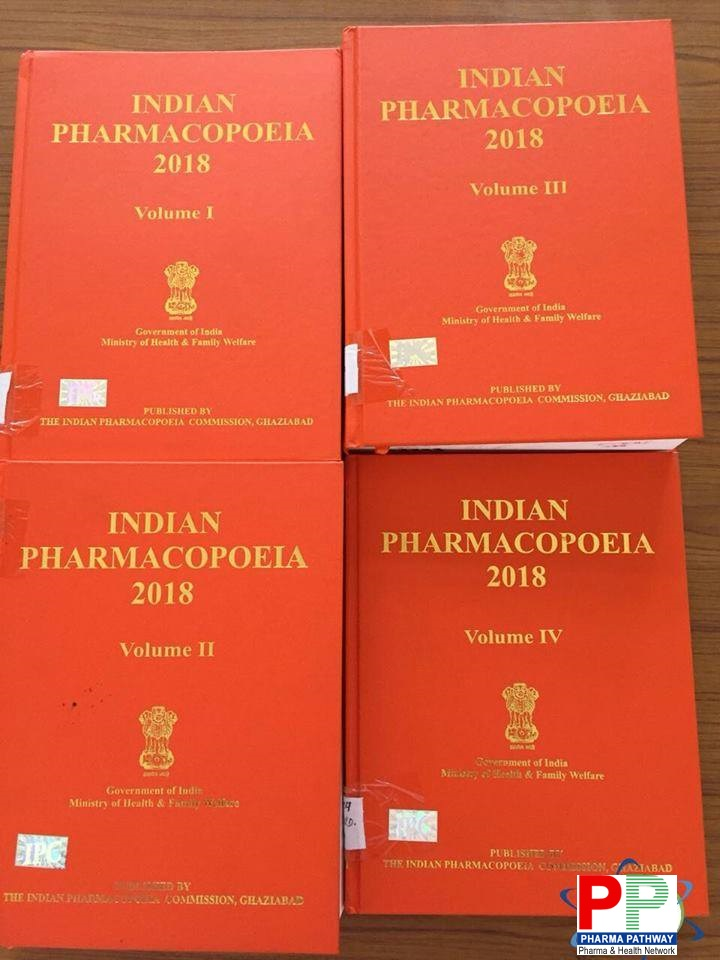 INDIAN
PHARMACOPOEIA
2018
Volume I
Government of India
Ministry of Health & Family Welfare
PUBLISHED BY
THE INDIAN PHARMACOPOEIA COMMISSION, GHAZIABAD
INDIAN
PHARMACOPOEIA
2018
Volume III
Government of India
Ministry of Health & Family Welfare
PUBLISHED BY
THE INDIAN PHARMACOPOEIA COMMISSION, GHAZIABAD
INDIAN
PHARMACOPOEIA
2018
Volume II
Government of India
Ministry of Health & Family Welfare
IPC
PUBLISHED BY
THE INDIAN PHARMACOPOEIA COMMISSION, GHAZIABAD
INDIAN
PHARMACOPOEIA
2018
Volume IV
Government of India
Ministry of Health & Family Welfare
PUBLISHED BY
THE INDIAN PHARMACOPOEIA COMMISSION, GHAZIABAD
PP
PHARMA PATHWAY
Pharma & Health Network